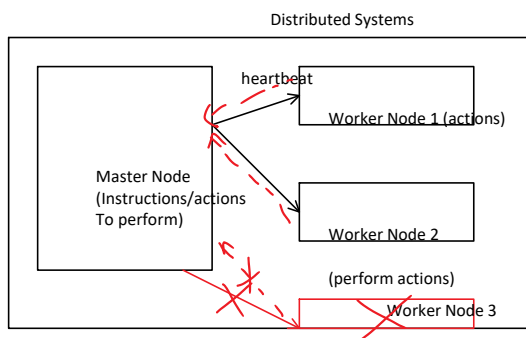 Distributed Systems
heartbeat
Worker Node 1 (actions)
Master Node
(Instructions/actions
To perform)
Worker Node 2
(perform actions)
Worker Node 3